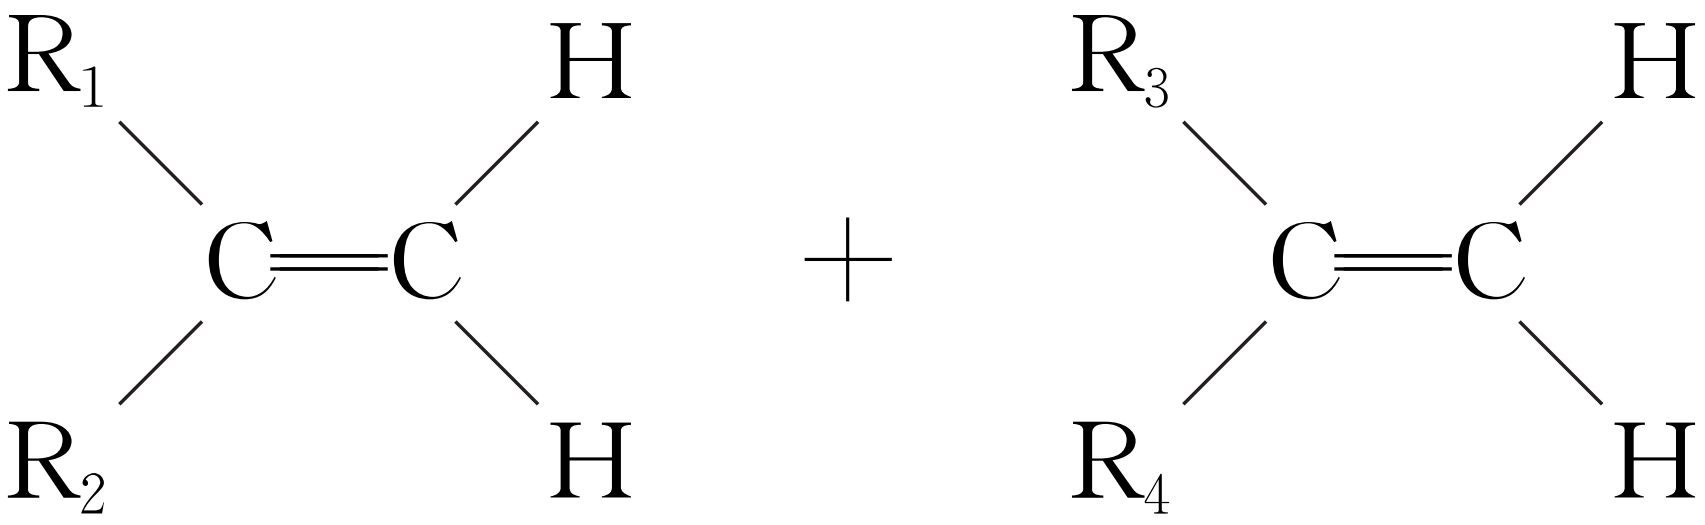 R₁ H R₃ H
C=C + C=C
R₂ H R₄ H